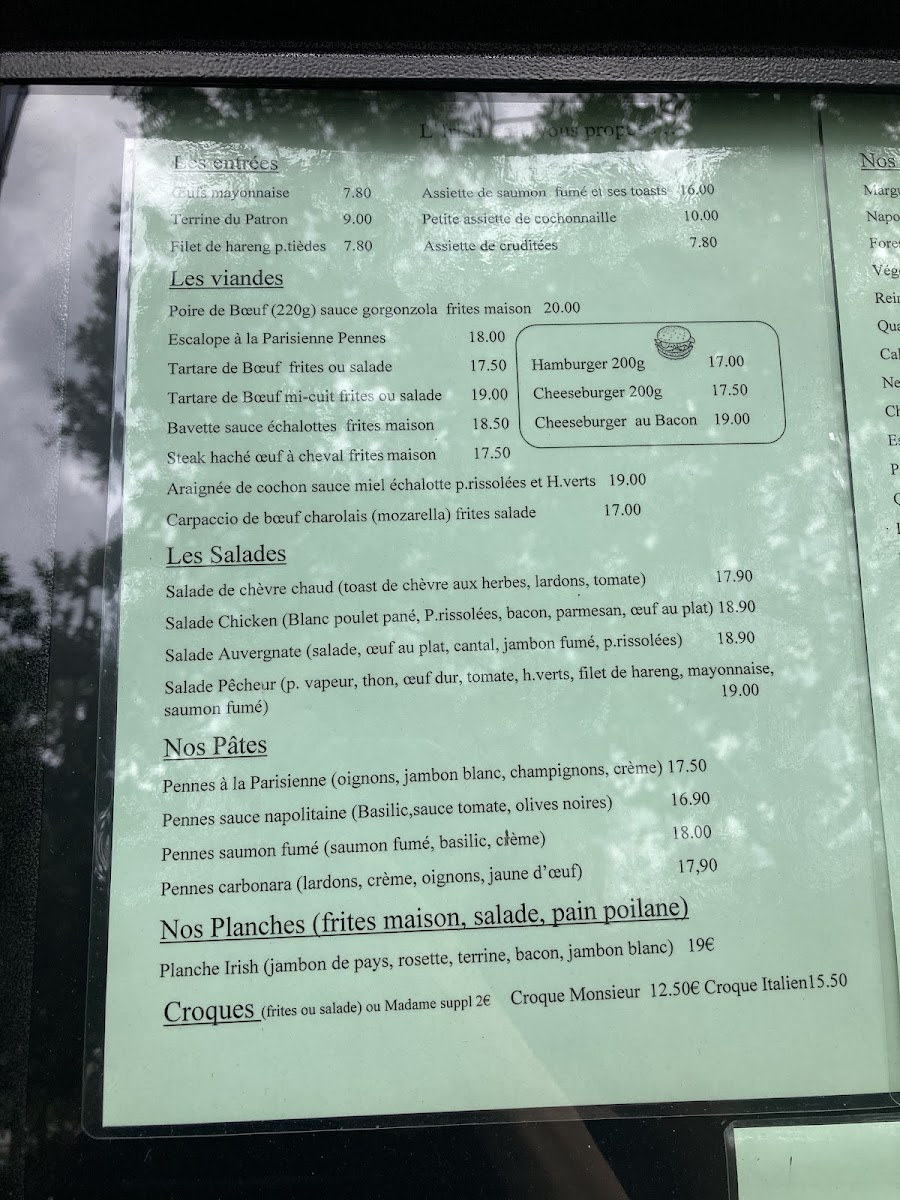 L'Irish vous prop
Les entrées
Œufs mayonnaise 7.80 Assiette de saumon fumé et ses toasts 16.00
Terrine du Patron 9.00 Petite assiette de cochonnaille 10.00
Filet de hareng p.tièdes 7.80 Assiette de cruditées 7.80
Les viandes
Poire de Bœuf (220g) sauce gorgonzola frites maison 20.00
Escalope à la Parisienne Pennes 18.00
Tartare de Bœuf frites ou salade 17.50
Tartare de Bœuf mi-cuit frites ou salade 19.00
Bavette sauce échalottes frites maison 18.50
Steak haché œuf à cheval frites maison 17.50
Hamburger 200g 17.00
Cheeseburger 200g 17.50
Cheeseburger au Bacon 19.00
Araignée de cochon sauce miel échalotte p.rissolées et H.verts 19.00
Carpaccio de bœuf charolais (mozarella) frites salade 17.00
Les Salades
Salade de chèvre chaud (toast de chèvre aux herbes, lardons, tomate) 17.90
Salade Chicken (Blanc poulet pané, P.rissolées, bacon, parmesan, œuf au plat) 18.90
Salade Auvergnate (salade, œuf au plat, cantal, jambon fumé, p.rissolées) 18.90
Salade Pêcheur (p. vapeur, thon, œuf dur, tomate, h.verts, filet de hareng, mayonnaise,
saumon fumé) 19.00
Nos Pâtes
Pennes à la Parisienne (oignons, jambon blanc, champignons, crème) 17.50
Pennes sauce napolitaine (Basilic,sauce tomate, olives noires) 16.90
Pennes saumon fumé (saumon fumé, basilic, crème) 18.00
Pennes carbonara (lardons, crème, oignons, jaune d'œuf) 17,90
Nos Planches (frites maison, salade, pain poilane)
Planche Irish (jambon de pays, rosette, terrine, bacon, jambon blanc) 19€
Croques (frites ou salade) ou Madame suppl 2€ Croque Monsieur 12.50€ Croque Italien15.50
Nos